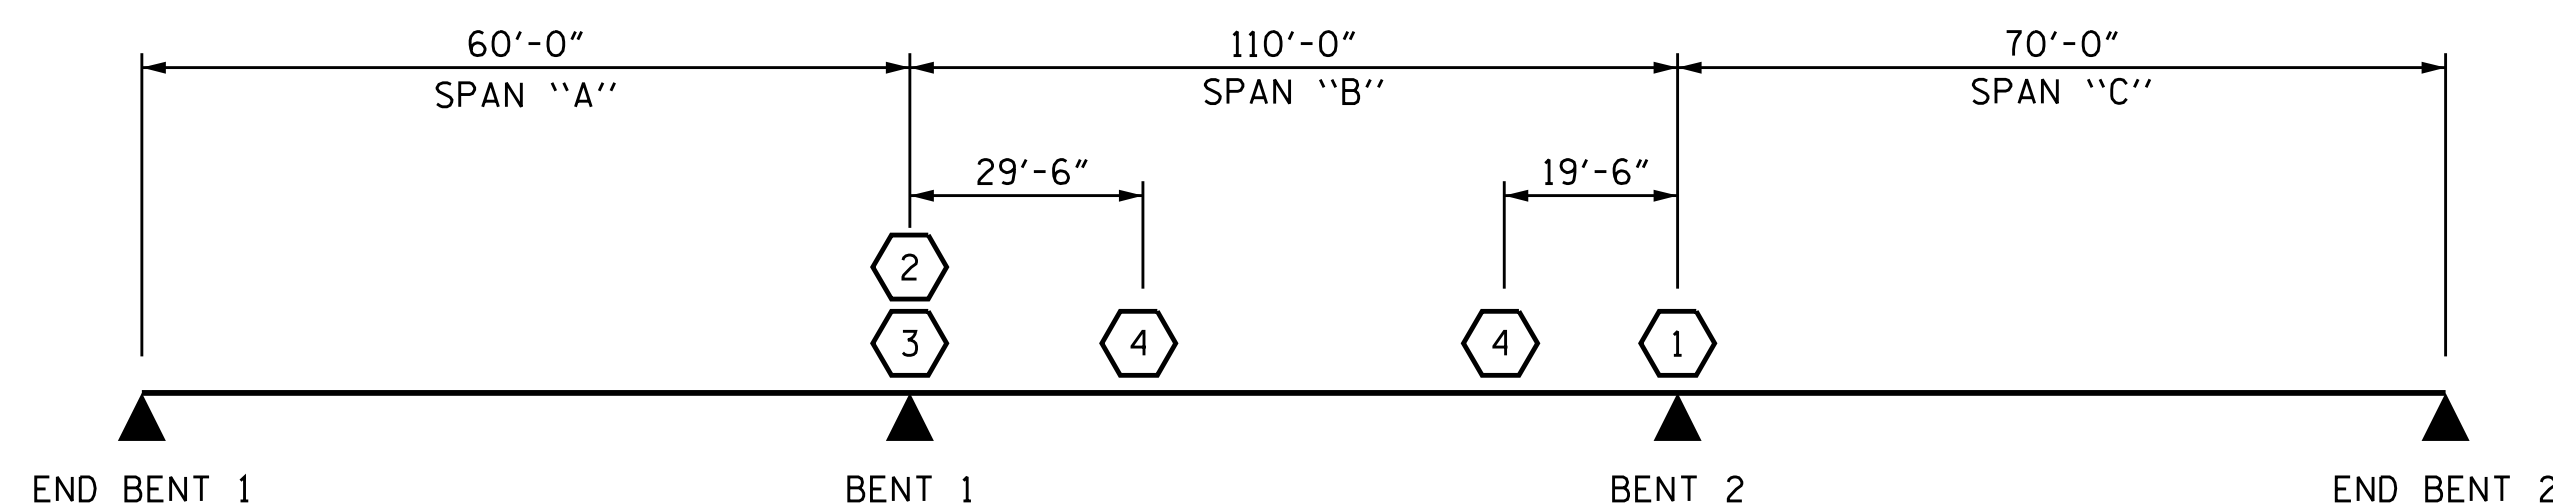 60'-0" 110'-0" 70'-0"
SPAN "A" SPAN "B" SPAN "C"
29'-6" 19'-6"
2
3 4 4 1
END BENT 1 BENT 1 BENT 2 END BENT 2